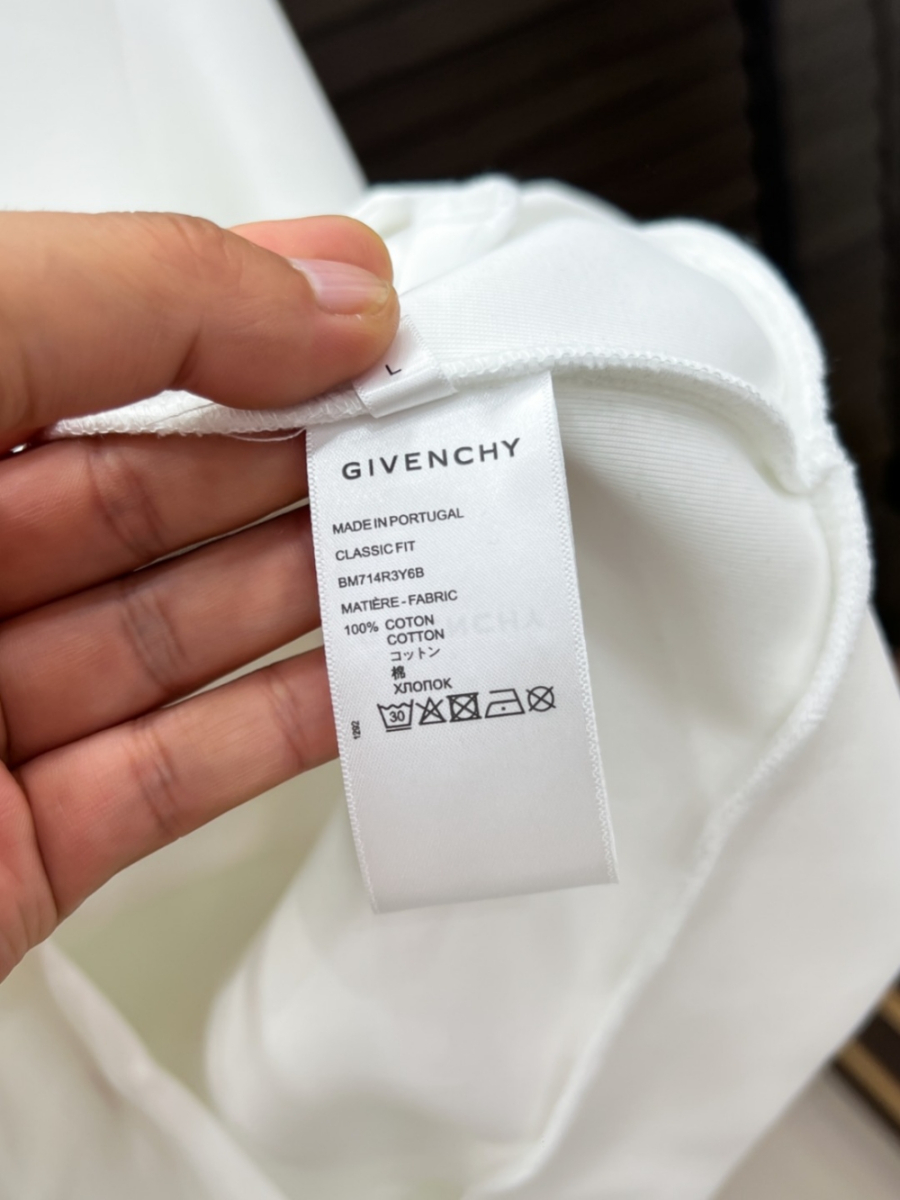 L
GIVENCHY
MADE IN PORTUGAL
CLASSIC FIT
BM714R3Y6B
MATIÈRE - FABRIC
100% COTON
COTTON
コットン
棉
ХЛОПОК
30
1292